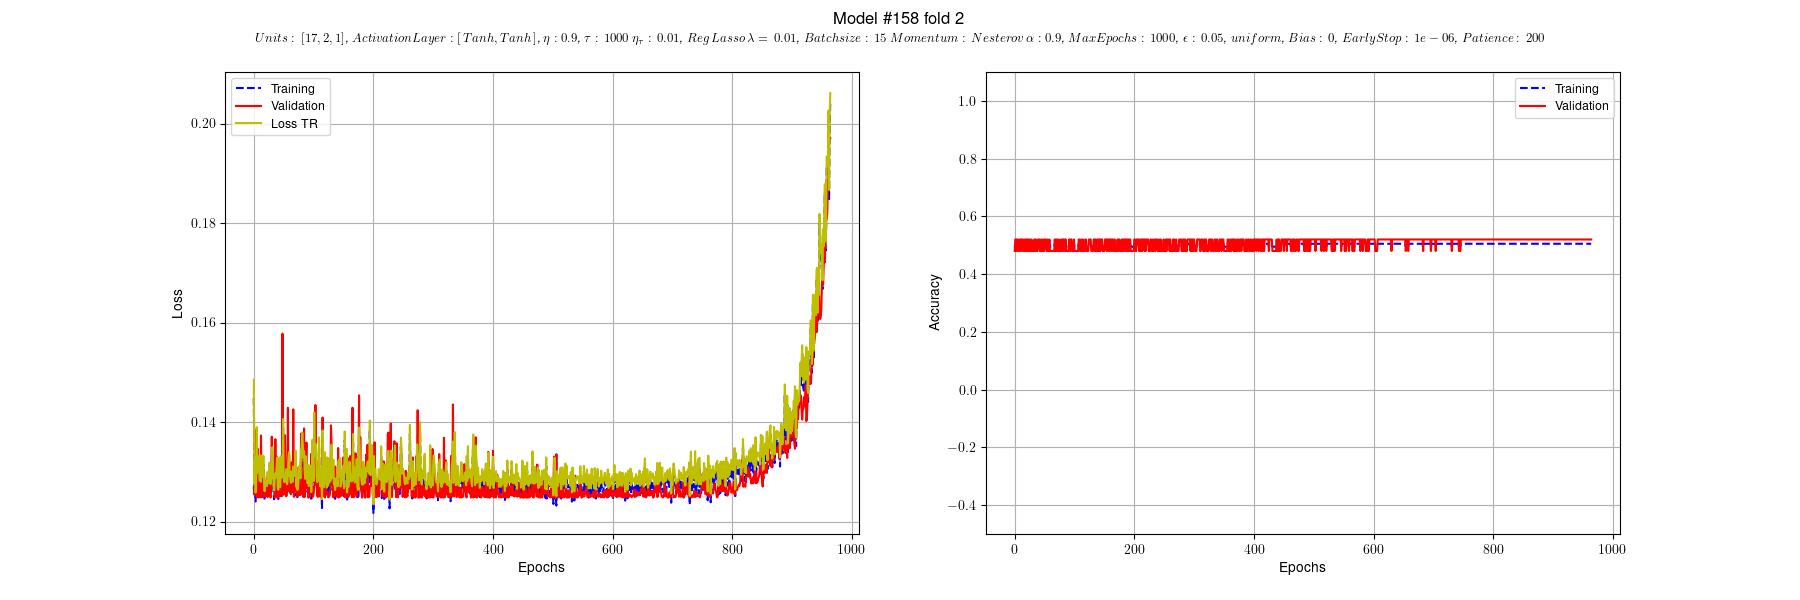 Model #158 fold 2
Units : [17, 2, 1], ActivationLayer : [Tanh, Tanh], η : 0.9, τ : 1000 ητ : 0.01, Reg Lasso λ = 0.01, Batchsize : 15 Momentum : Nesterov α : 0.9, MaxEpochs : 1000, ϵ : 0.05, uniform, Bias : 0, EarlyStop : 1e − 06, Patience : 200
Training
Validation
Loss TR
0.20
0.18
0.16
0.14
0.12
Loss
0 200 400 600 800 1000
Epochs
Training
Validation
1.0
0.8
0.6
0.4
0.2
0.0
−0.2
−0.4
Accuracy
0 200 400 600 800 1000
Epochs